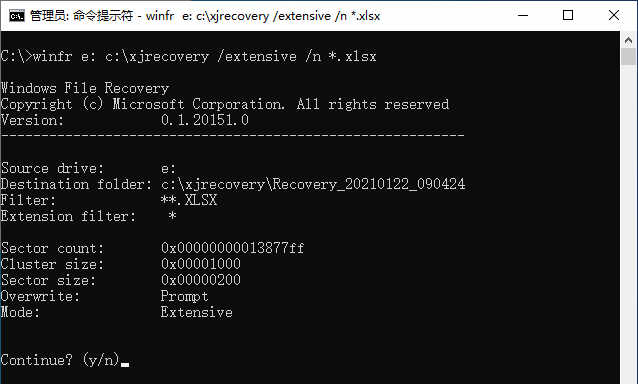 管理员: 命令提示符 - winfr e: c:\xjrecovery /extensive /n *.xlsx
C:\>winfr e: c:\xjrecovery /extensive /n *.xlsx
Windows File Recovery
Copyright (c) Microsoft Corporation. All rights reserved
Version: 0.1.20151.0
---------------------------------------------------------
Source drive: e:
Destination folder: c:\xjrecovery\Recovery_20210122_090424
Filter: **.XLSX
Extension filter: *
Sector count: 0x00000000013877ff
Cluster size: 0x00001000
Sector size: 0x00000200
Overwrite: Prompt
Mode: Extensive
Continue? (y/n)